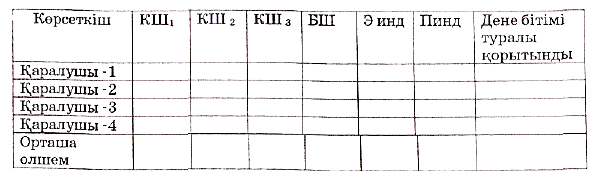 Көрсеткіш КШ₁ КШ ₂ КШ ₃ БШ Э инд Пинд Дене бітімі
туралы
қорытынды
Қаралушы -1
Қаралушы -2
Қаралушы -3
Қаралушы -4
Орташа
өлшем